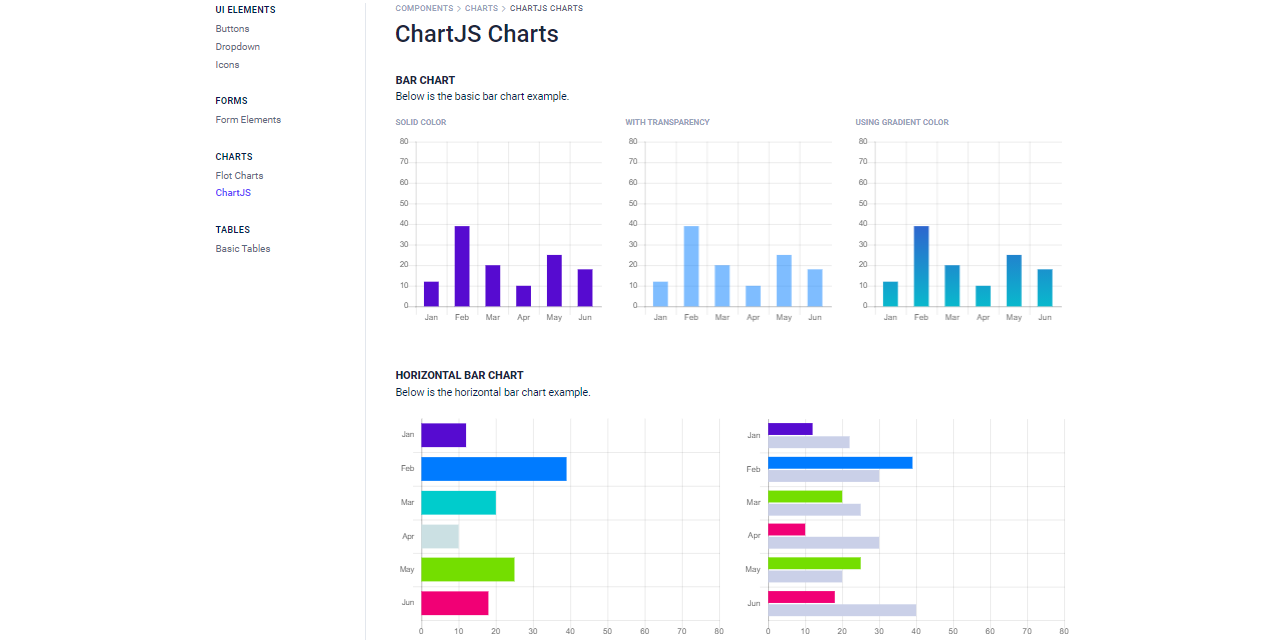 UI ELEMENTS
Buttons
Dropdown
Icons
FORMS
Form Elements
CHARTS
Flot Charts
ChartJS
TABLES
Basic Tables
COMPONENTS > CHARTS > CHARTJS CHARTS
ChartJS Charts
BAR CHART
Below is the basic bar chart example.
SOLID COLOR
80
70
60
50
40
30
20
10
0
Jan Feb Mar Apr May Jun
WITH TRANSPARENCY
80
70
60
50
40
30
20
10
0
Jan Feb Mar Apr May Jun
USING GRADIENT COLOR
80
70
60
50
40
30
20
10
0
Jan Feb Mar Apr May Jun
HORIZONTAL BAR CHART
Below is the horizontal bar chart example.
Jan
Feb
Mar
Apr
May
Jun
0 10 20 30 40 50 60 70 80
Jan
Feb
Mar
Apr
May
Jun
0 10 20 30 40 50 60 70 80